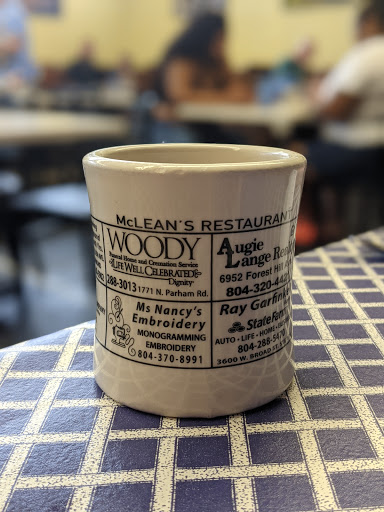 McLEAN'S RESTAURANT
WOODY
Funeral Home and Cremation Service
LIFE WELL CELEBRATED
Dignity
288-3013 1771 N. Parham Rd.
Augie
Lange
6952 Forest Hill
804-320-4
Ms Nancy's
Embroidery
MONOGRAMMING
EMBROIDERY
804-370-8991
Ray Garfin
State Farm
AUTO • LIFE • HOME
804-288-5
3600 W. BROAD